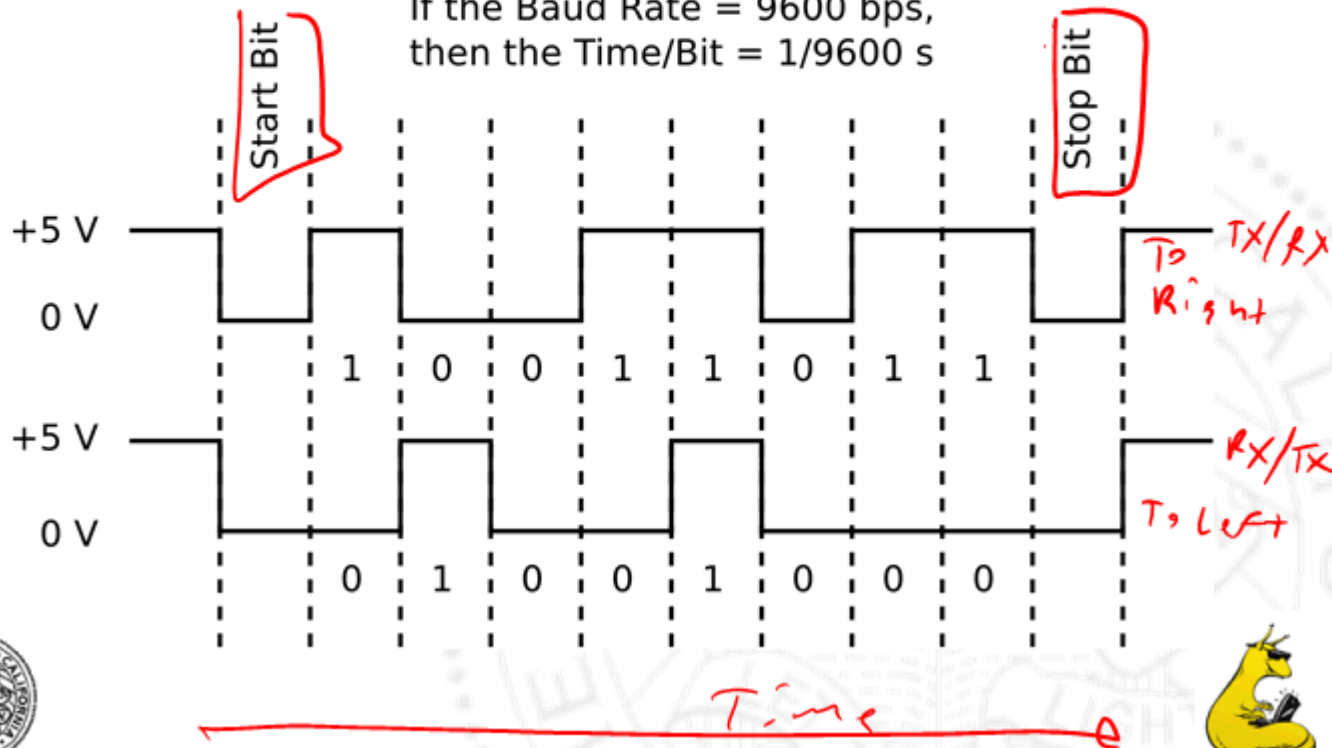 If the Baud Rate = 9600 bps,
then the Time/Bit = 1/9600 s
Start Bit
Stop Bit
+5 V
TX/RX
To
Right
0 V
1 0 0 1 1 0 1 1
+5 V
RX/TX
To Left
0 V
0 1 0 0 1 0 0 0
Time